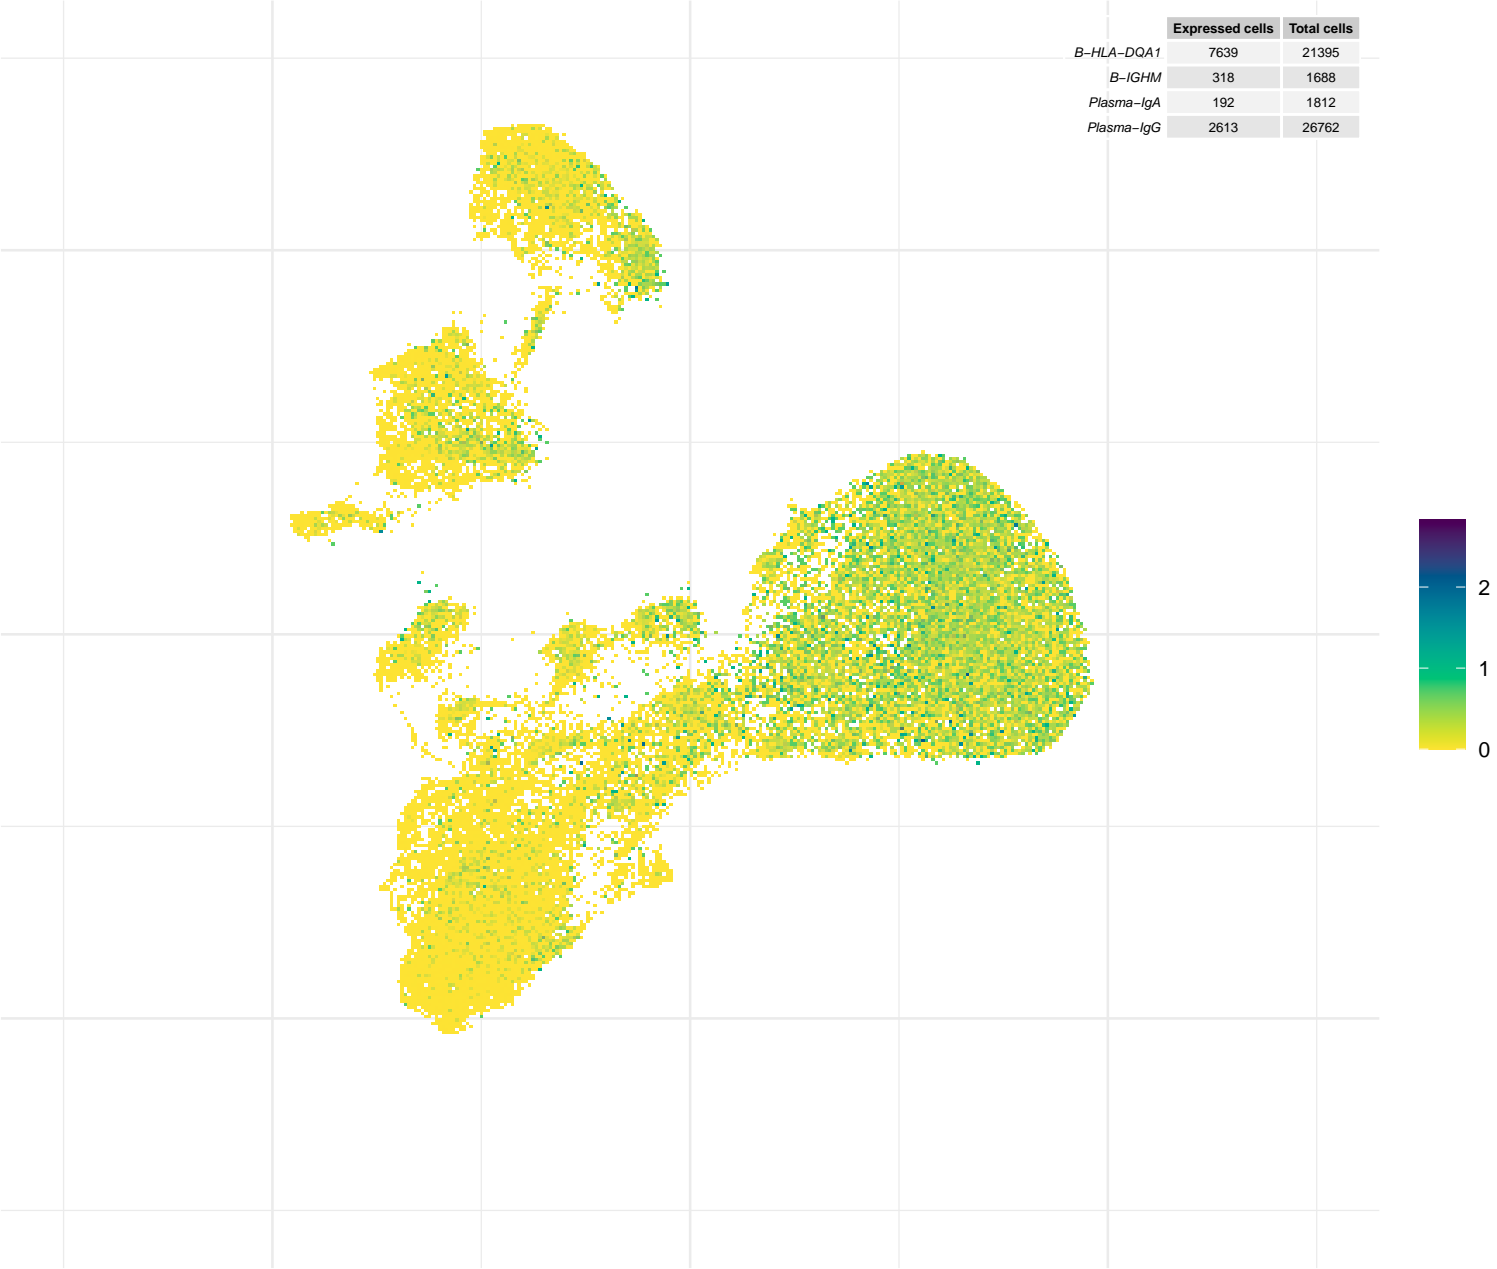 Expressed cells Total cells
B−HLA−DQA1 7639 21395
B−IGHM 318 1688
Plasma−IgA 192 1812
Plasma−IgG 2613 26762
2
1
0